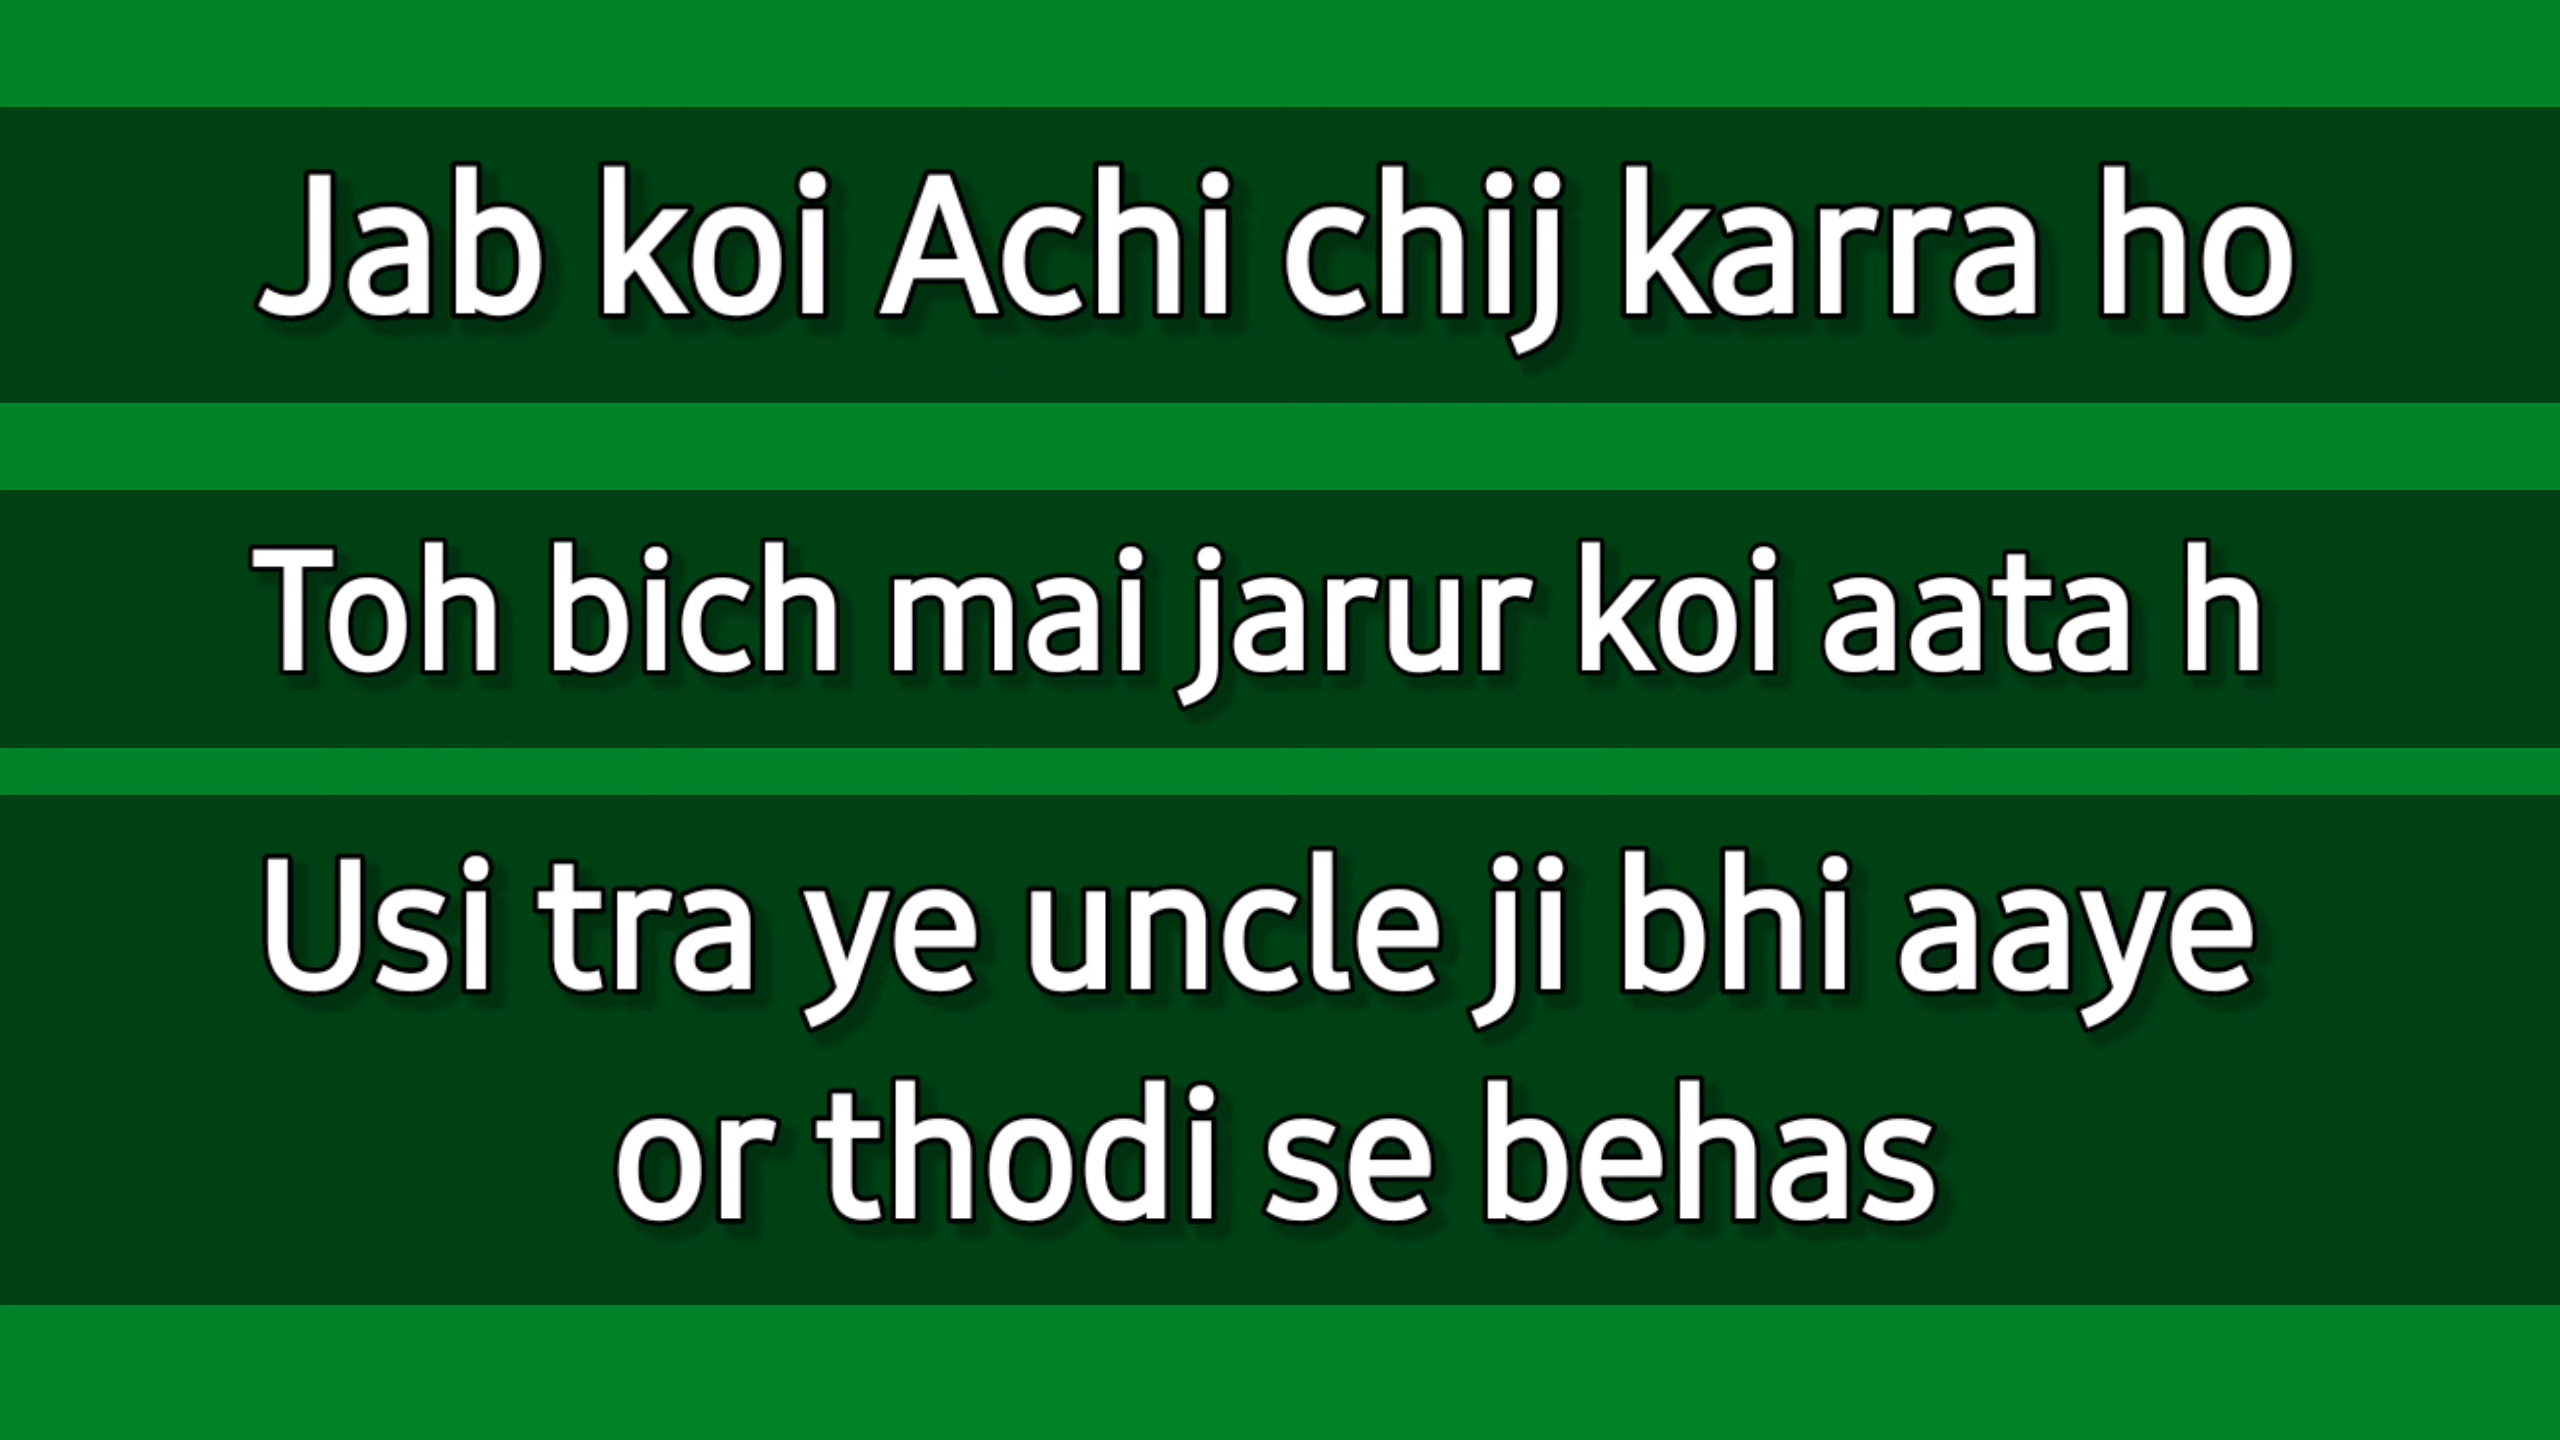 Jab koi Achi chij karra ho
Toh bich mai jarur koi aata h
Usi tra ye uncle ji bhi aaye
or thodi se behas